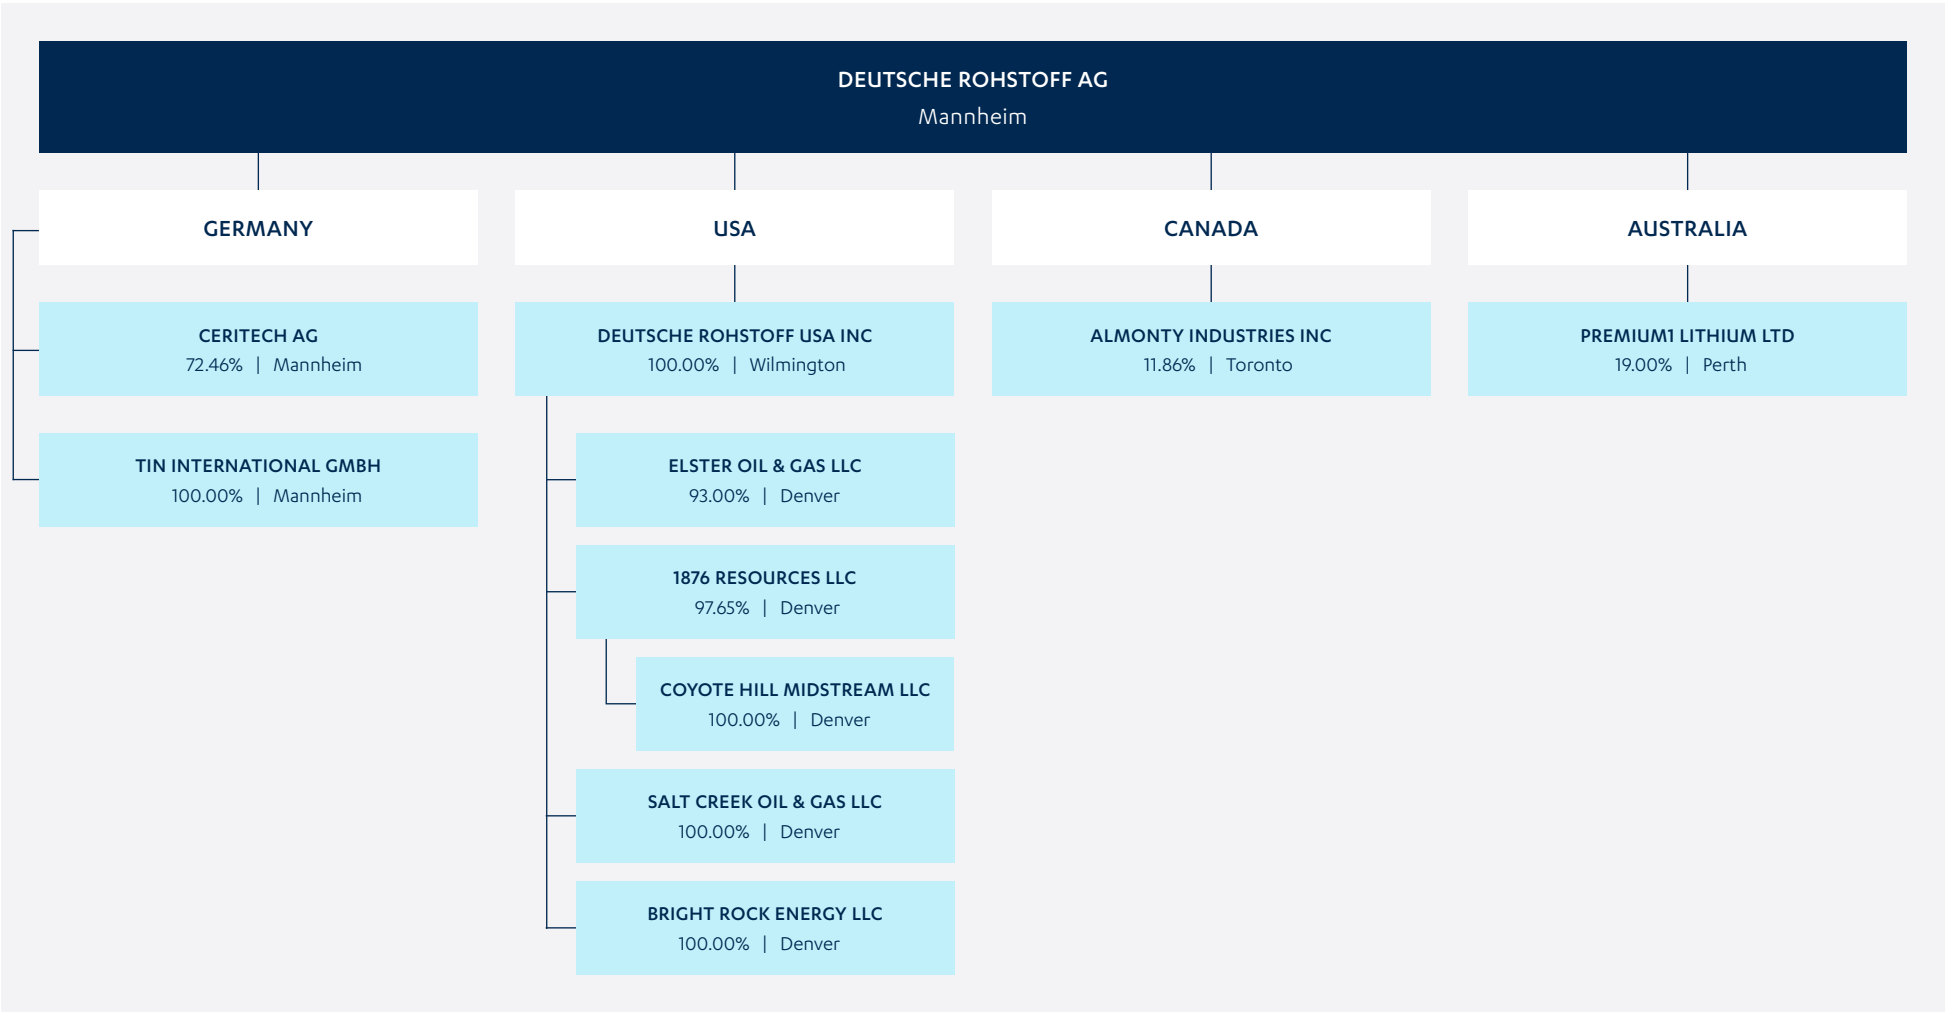 DEUTSCHE ROHSTOFF AG
Mannheim
GERMANY
CERITECH AG
72.46% | Mannheim
TIN INTERNATIONAL GMBH
100.00% | Mannheim
USA
DEUTSCHE ROHSTOFF USA INC
100.00% | Wilmington
ELSTER OIL & GAS LLC
93.00% | Denver
1876 RESOURCES LLC
97.65% | Denver
COYOTE HILL MIDSTREAM LLC
100.00% | Denver
SALT CREEK OIL & GAS LLC
100.00% | Denver
BRIGHT ROCK ENERGY LLC
100.00% | Denver
CANADA
ALMONTY INDUSTRIES INC
11.86% | Toronto
AUSTRALIA
PREMIUM1 LITHIUM LTD
19.00% | Perth